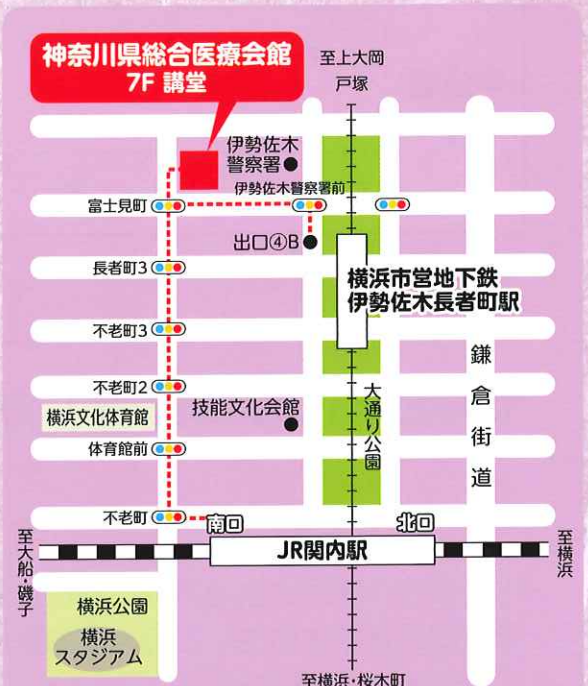 神奈川県総合医療会館
7F 講堂
至上大岡
戸塚
伊勢佐木
警察署
伊勢佐木警察署前
富士見町
出口④B
長者町3
横浜市営地下鉄
伊勢佐木長者町駅
不老町3
鎌倉街道
不老町2
大通り公園
横浜文化体育館
技能文化会館
体育館前
不老町
南口
北口
至大船・磯子
JR関内駅
至横浜
横浜公園
横浜
スタジアム
至横浜・桜木町